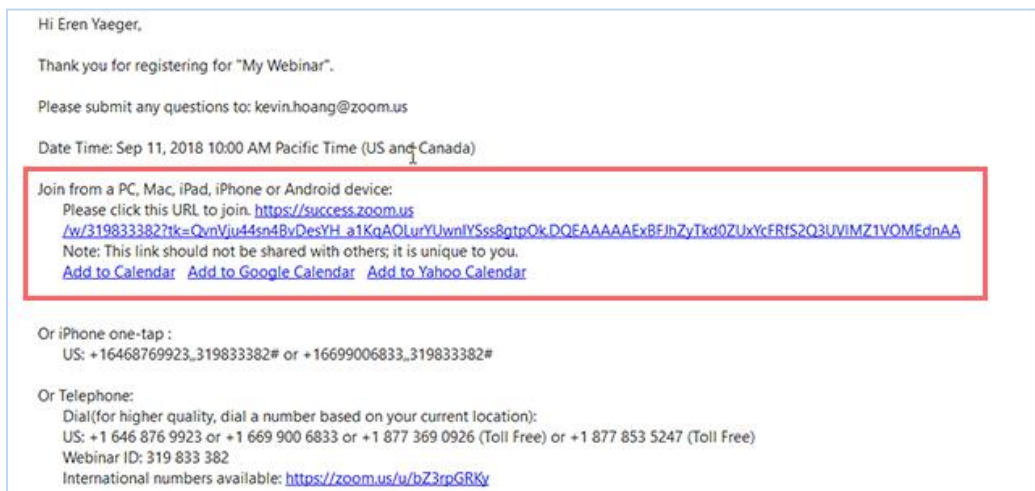 Hi Eren Yaeger,
Thank you for registering for "My Webinar".
Please submit any questions to: kevin.hoang@zoom.us
Date Time: Sep 11, 2018 10:00 AM Pacific Time (US and Canada)
Join from a PC, Mac, iPad, iPhone or Android device:
Please click this URL to join. https://success.zoom.us
/w/319833382?tk=QvnVju44sn4BvDesYH_a1KqAOLurYUwnlYSss8gtpOk.DQEAAAAAExBFJhZyTkd0ZUxYcFRfS2Q3UVlMZ1VOMEdnAA
Note: This link should not be shared with others; it is unique to you.
Add to Calendar Add to Google Calendar Add to Yahoo Calendar
Or iPhone one-tap :
US: +16468769923,,319833382# or +16699006833,,319833382#
Or Telephone:
Dial(for higher quality, dial a number based on your current location):
US: +1 646 876 9923 or +1 669 900 6833 or +1 877 369 0926 (Toll Free) or +1 877 853 5247 (Toll Free)
Webinar ID: 319 833 382
International numbers available: https://zoom.us/u/bZ3rpGRKy